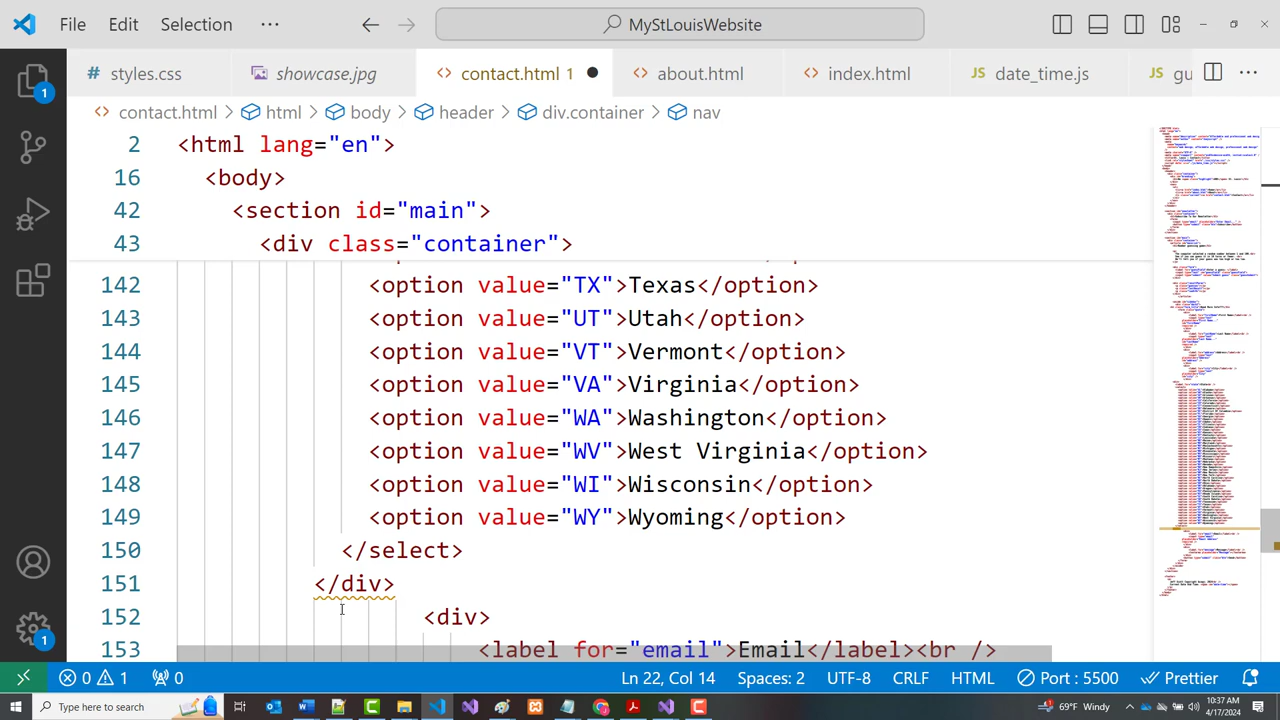 File Edit Selection ··· MyStLouisWebsite
# styles.css showcase.jpg <> contact.html 1 <> about.html <> index.html JS date_time.js JS gu ···
1
<> contact.html > html > body > header > div.container > nav
2 <html lang="en">
16 <body>
42 <section id="main">
43 <div class="container">
142 <option value="TX">Texas</option>
143 <option value="UT">Utah</option>
144 <option value="VT">Vermont</option>
145 <option value="VA">Virginia</option>
146 <option value="WA">Washington</option>
147 <option value="WV">West Virginia</option>
148 <option value="WI">Wisconsin</option>
149 <option value="WY">Wyoming</option>
150 </select>
151 </div>
152 <div>
153 <label for="email">Email</label><br />
1
0 1 0 Ln 22, Col 14 Spaces: 2 UTF-8 CRLF HTML Port : 5500 Prettier
Type here to search 69°F Windy 10:37 AM
4/17/2024